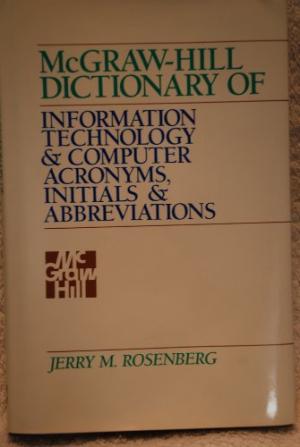 McGRAW-HILL
DICTIONARY OF
INFORMATION
TECHNOLOGY
& COMPUTER
ACRONYMS,
INITIALS &
ABBREVIATIONS
Mc
Graw
Hill
JERRY M. ROSENBERG